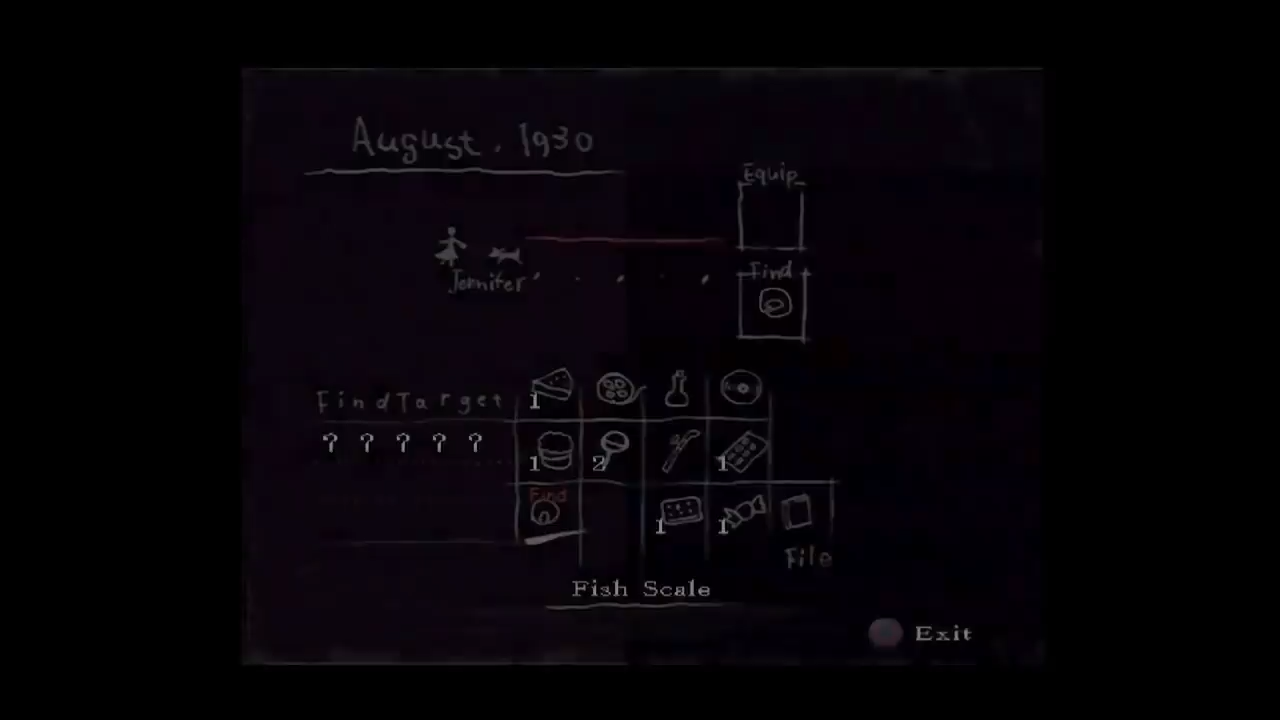 August. 1930
Equip
Jennifer
Find
FindTarget
1
? ? ? ? ?
1 2 1
Find
1 1
File
Fish Scale
Exit